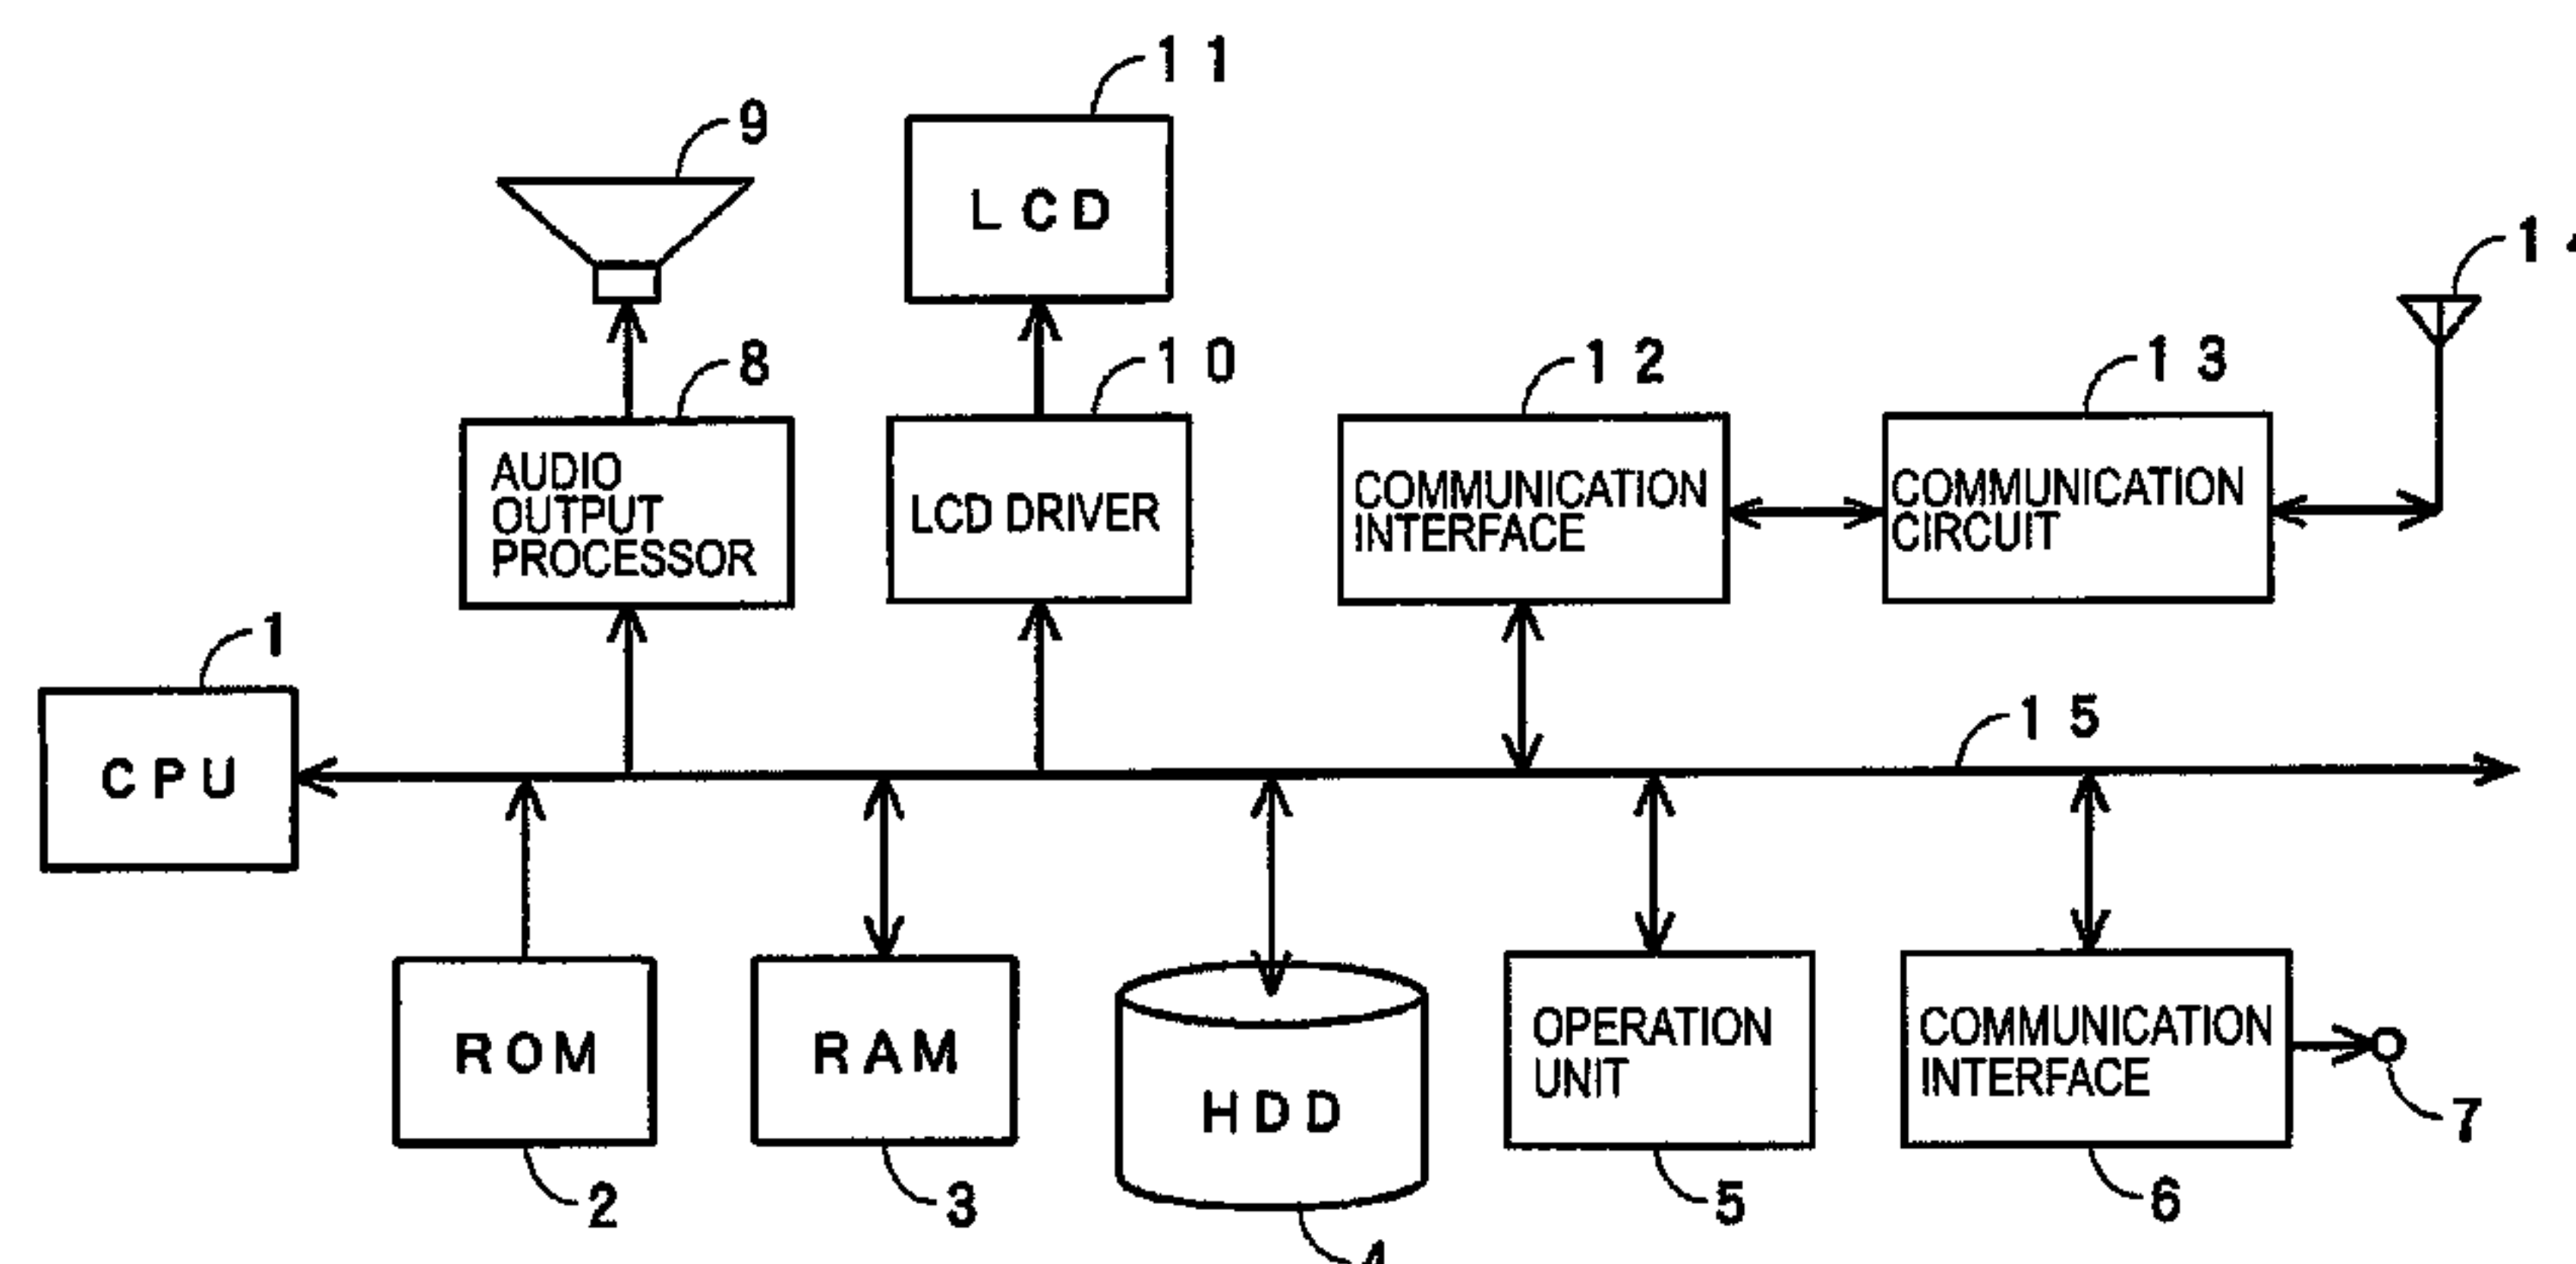 11
9
LCD
14
8
10
12
13
AUDIO
OUTPUT
PROCESSOR
LCD DRIVER
COMMUNICATION
INTERFACE
COMMUNICATION
CIRCUIT
1
15
CPU
ROM
RAM
HDD
OPERATION
UNIT
COMMUNICATION
INTERFACE
7
2
3
4
5
6